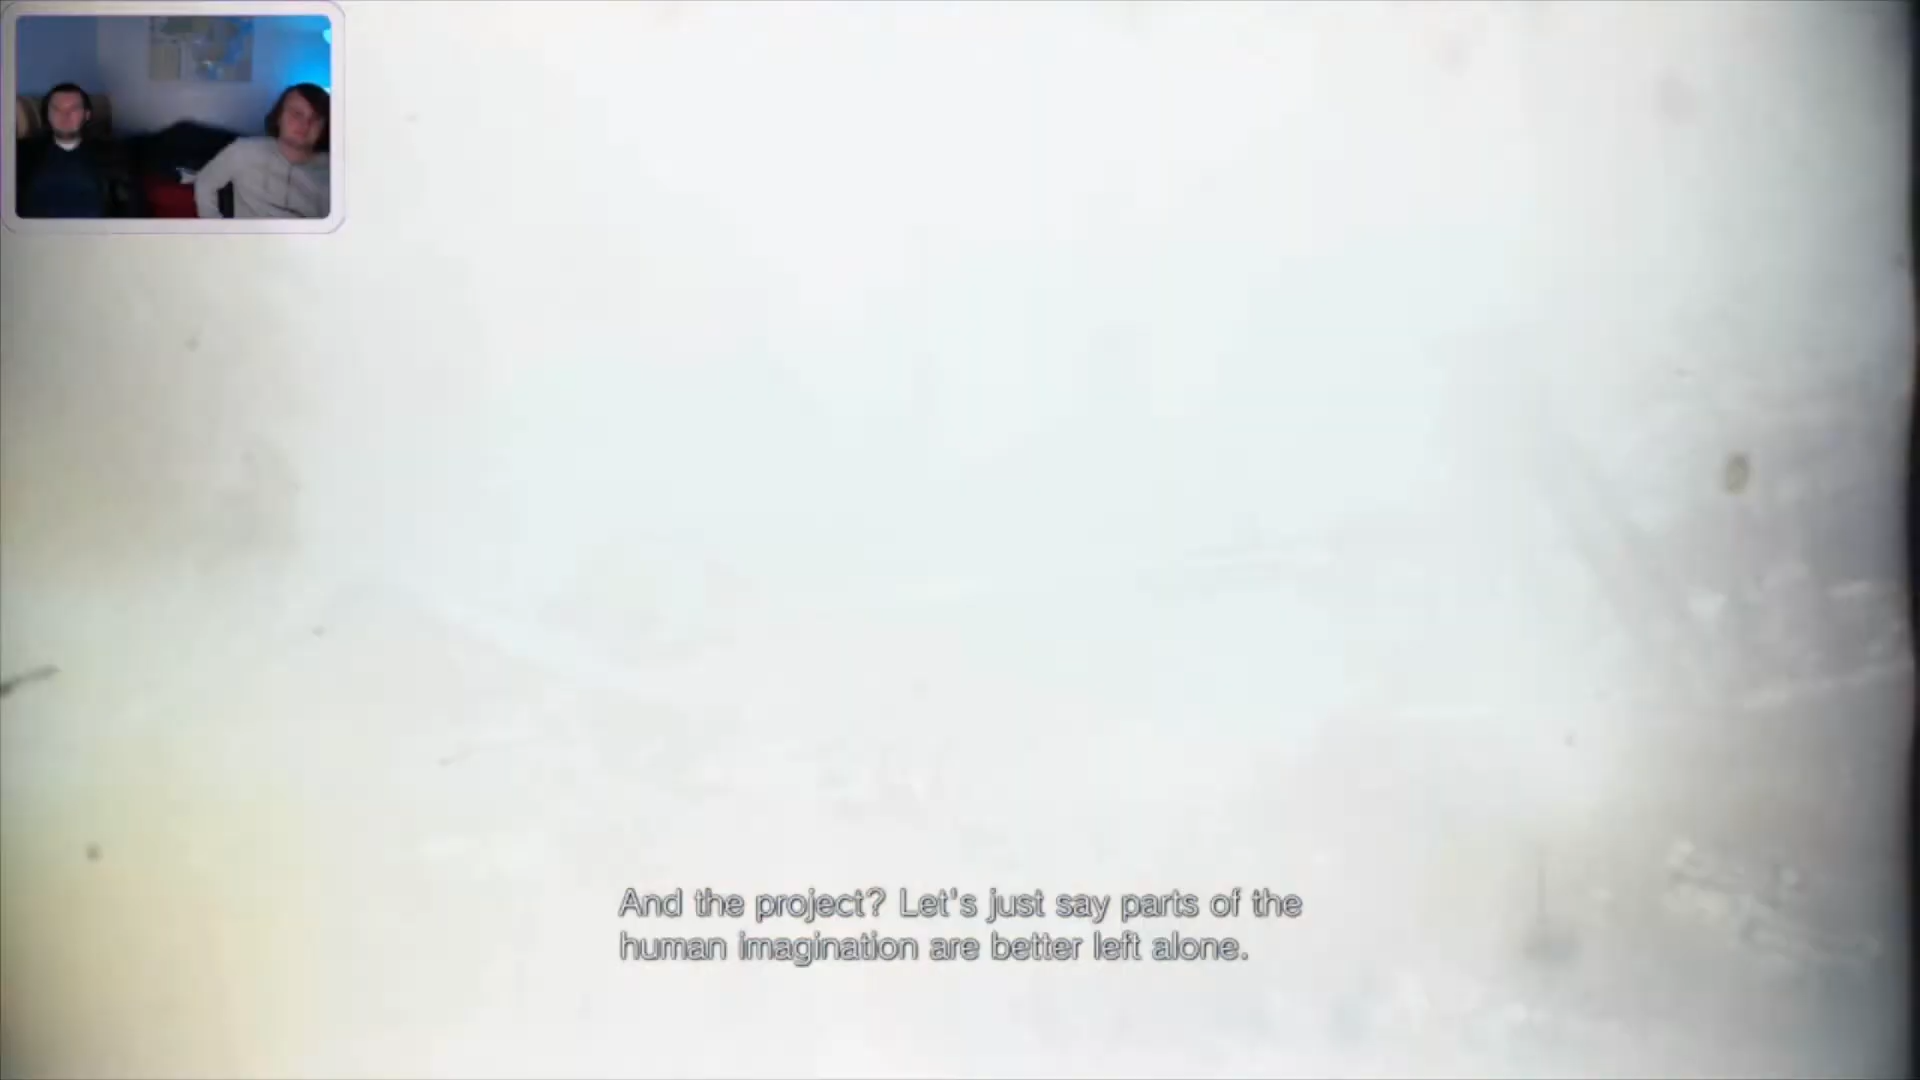 And the project? Let's just say parts of the
human imagination are better left alone.